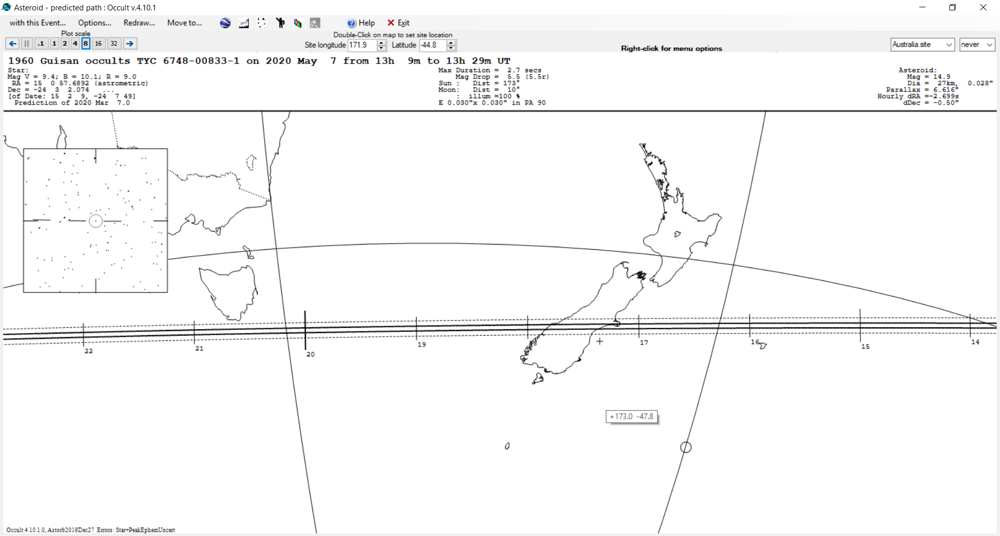 Asteroid - predicted path : Occult v.4.10.1
with this Event... Options... Redraw... Move to... Help Exit
Plot scale
.1 1 2 4 8 16 32
Double-Click on map to set site location
Site longitude 171.9 Latitude -44.8
Right-click for menu options
Australia.site never
1960 Guisan occults TYC 6748-00833-1 on 2020 May  7 from 13h  9m to 13h 29m UT
Star:
Mag V = 9.4; B = 10.1; R = 9.0
RA = 15  0 57.6892 (astrometric)
Dec = -24  3  2.074   ...
[of Date: 15  2  9, -24  7 49]
Prediction of 2020 Mar  7.0
Max Duration =  2.7 secs
Mag Drop =  5.5 (5.5r)
Sun :   Dist = 173°
Moon:   Dist =  10°
:  illum =100 %
E 0.030"x 0.030" in PA 90
Asteroid:
Mag = 14.9
Dia =  27km,  0.028"
Parallax = 6.616"
Hourly dRA =-2.699s
dDec = -0.50"
22 21 20 19 18 17 16 15 14
+173.0 -47.8
Occult 4.10.1.0, Astorb2019Dec27 Errors: Star+PeakEphemUncert